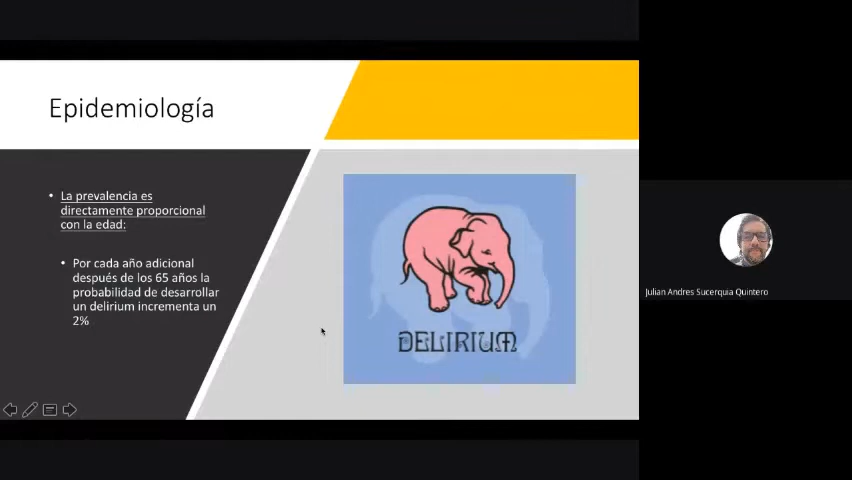 Epidemiología
La prevalencia es
directamente proporcional
con la edad:
Por cada año adicional
después de los 65 años la
probabilidad de desarrollar
un delirium incrementa un
2%
DELIRIUM
Julian Andres Sucerquia Quintero